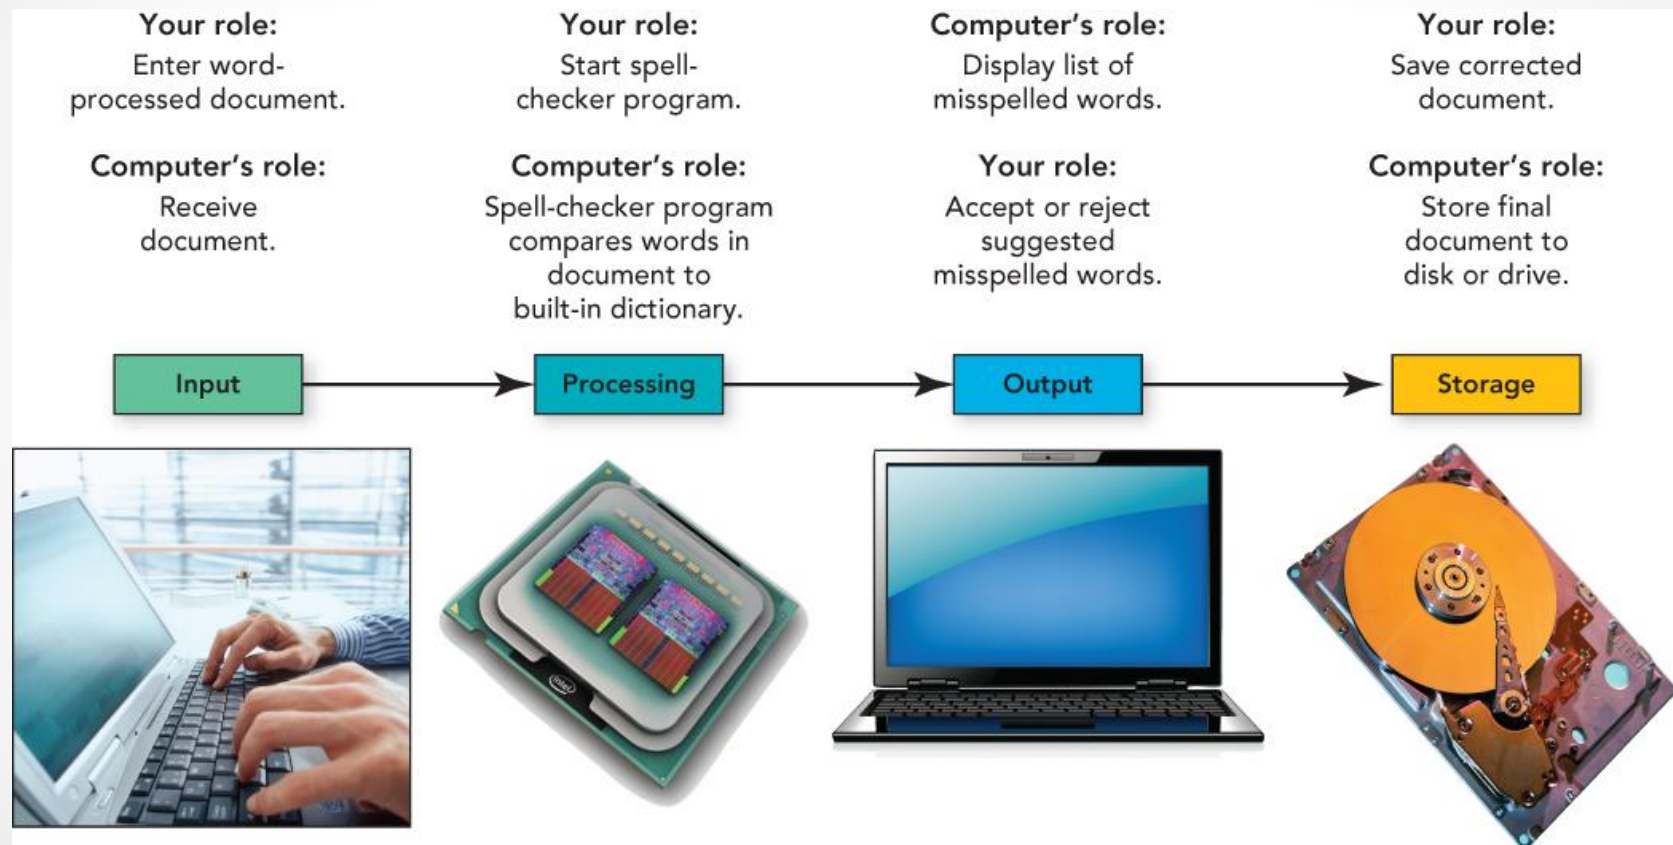 Your role:
Enter word-
processed document.
Computer's role:
Receive
document.
Your role:
Start spell-
checker program.
Computer's role:
Spell-checker program
compares words in
document to
built-in dictionary.
Computer's role:
Display list of
misspelled words.
Your role:
Accept or reject
suggested
misspelled words.
Your role:
Save corrected
document.
Computer's role:
Store final
document to
disk or drive.
Input
Processing
Output
Storage
intel